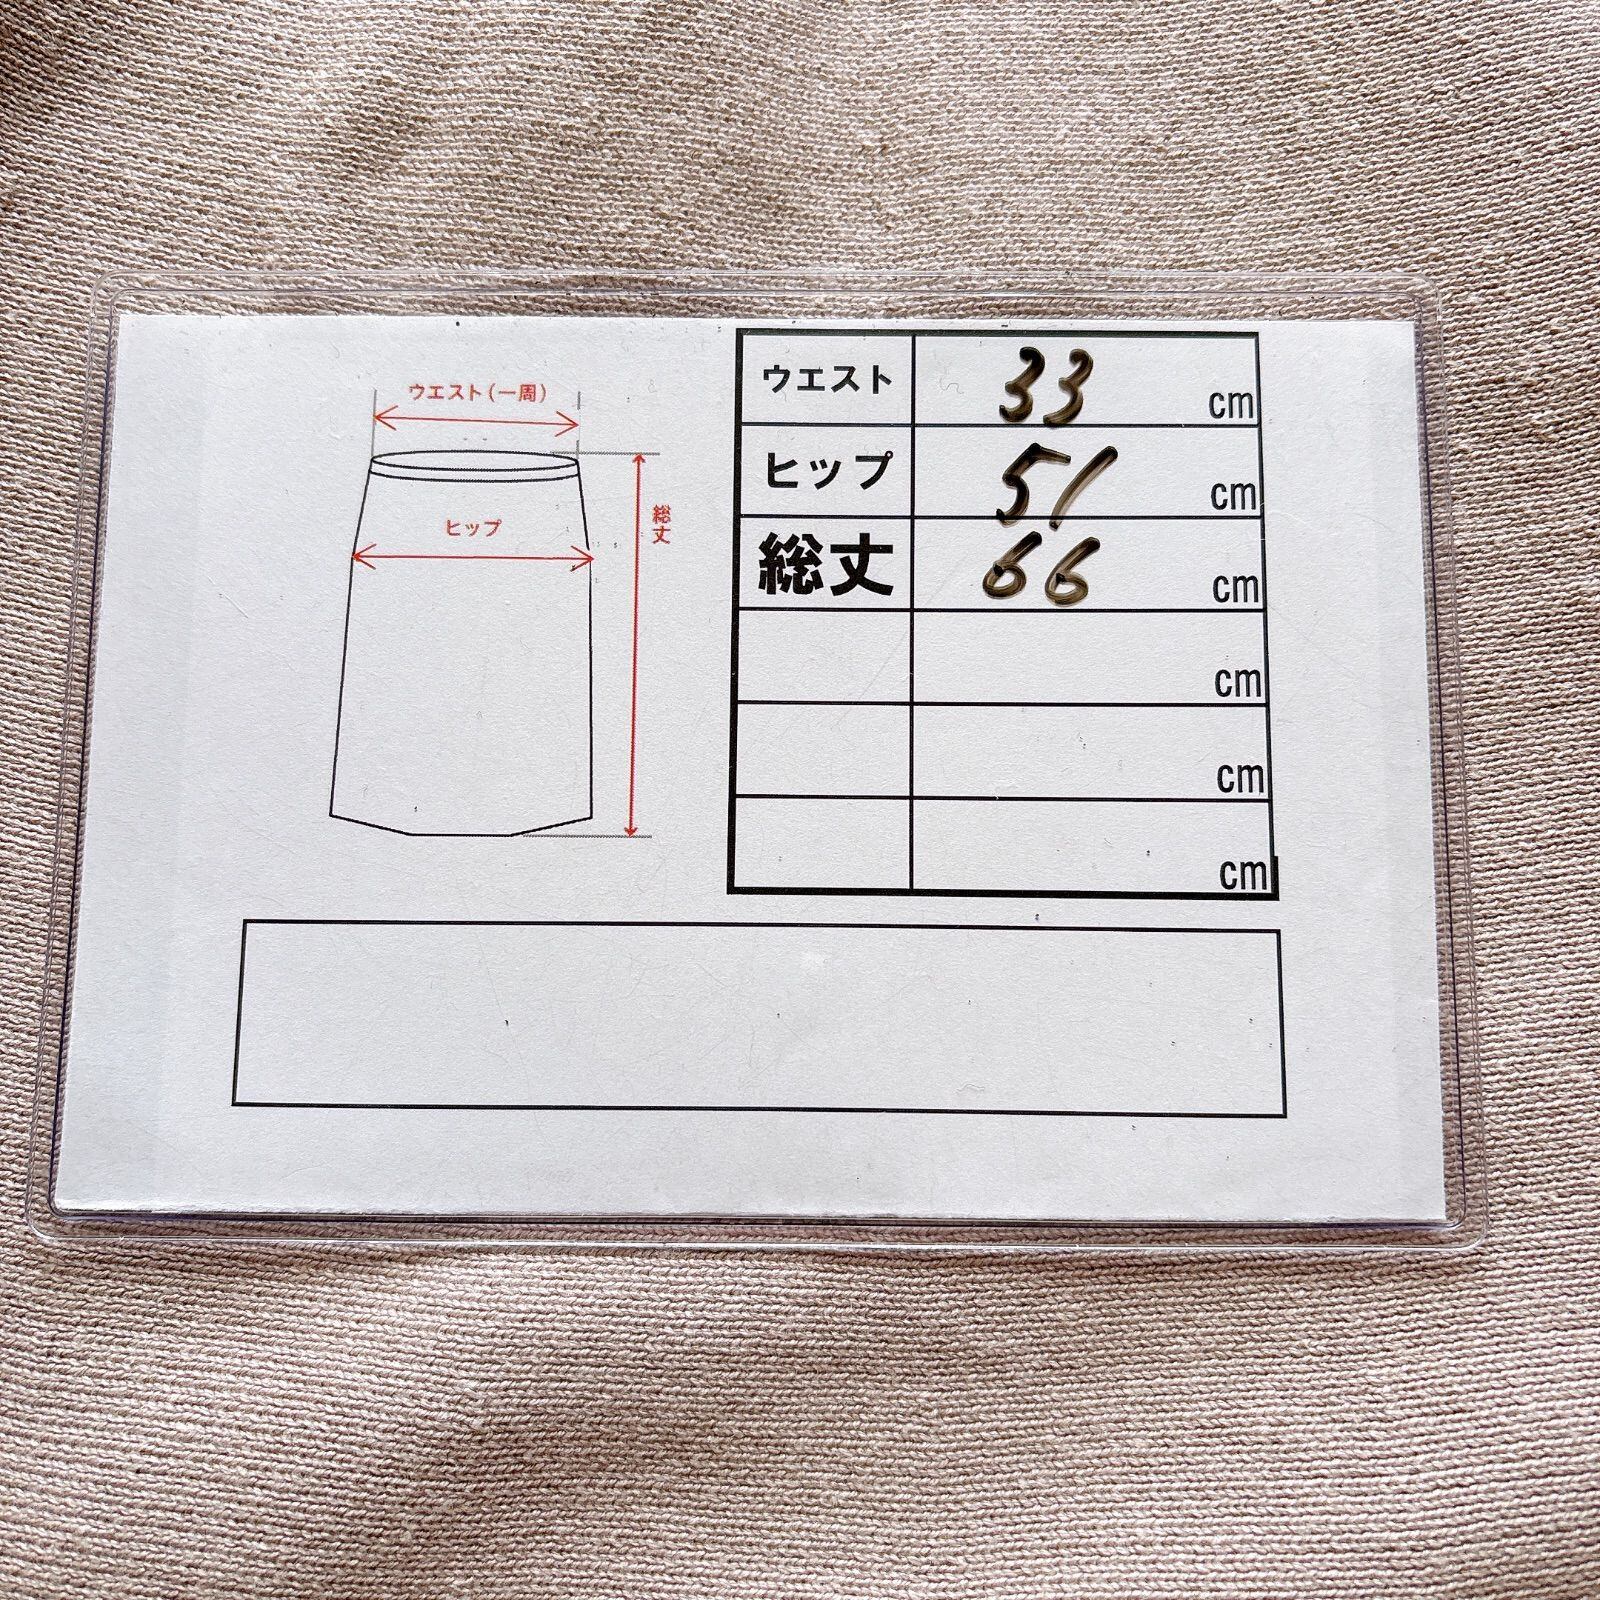 ウエスト(一周)
ヒップ
総丈
ウエスト 33 cm
ヒップ 51 cm
総丈 66 cm
cm
cm
cm